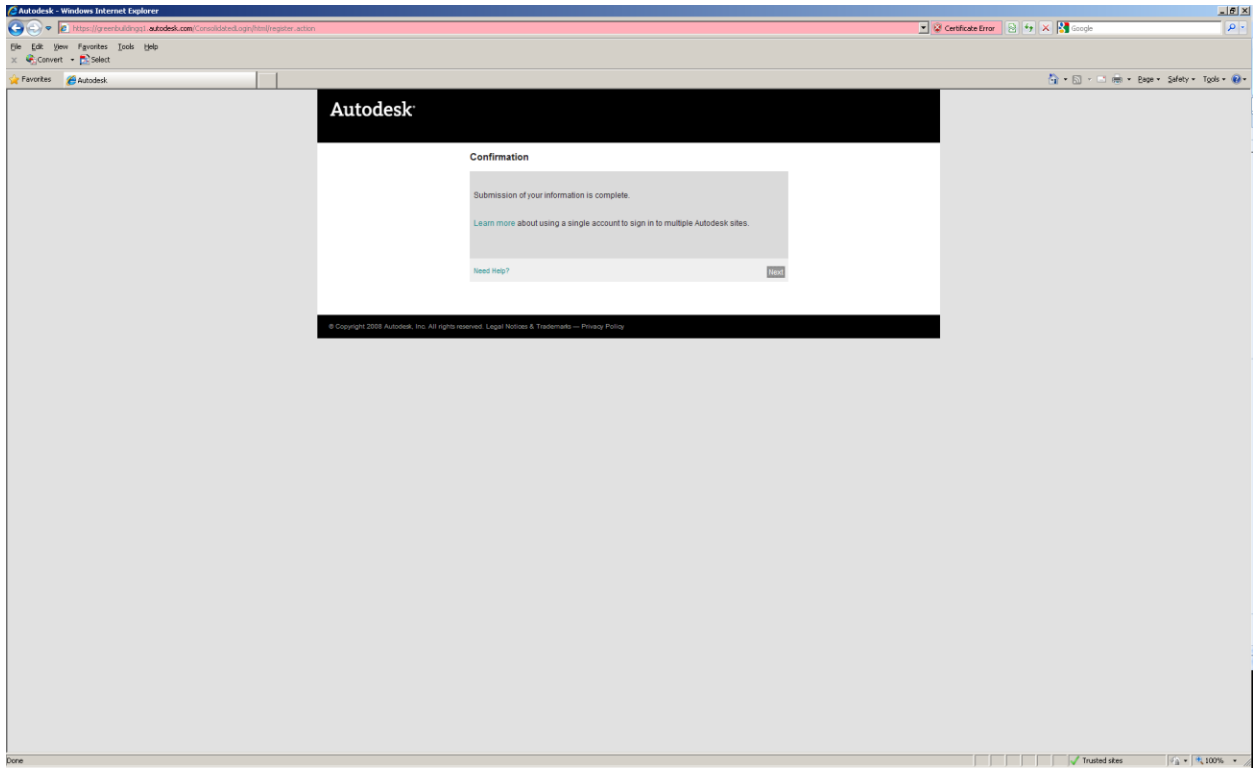 Autodesk - Windows Internet Explorer
https://greenbuildingq1.autodesk.com/ConsolidatedLogin/html/register.action
Certificate Error
Google
File Edit View Favorites Tools Help
Convert Select
Favorites Autodesk
Page Safety Tools
Autodesk
Confirmation
Submission of your information is complete.
Learn more about using a single account to sign in to multiple Autodesk sites.
Need Help?
Next
© Copyright 2008 Autodesk, Inc. All rights reserved. Legal Notices & Trademarks — Privacy Policy
Done Trusted sites 100%